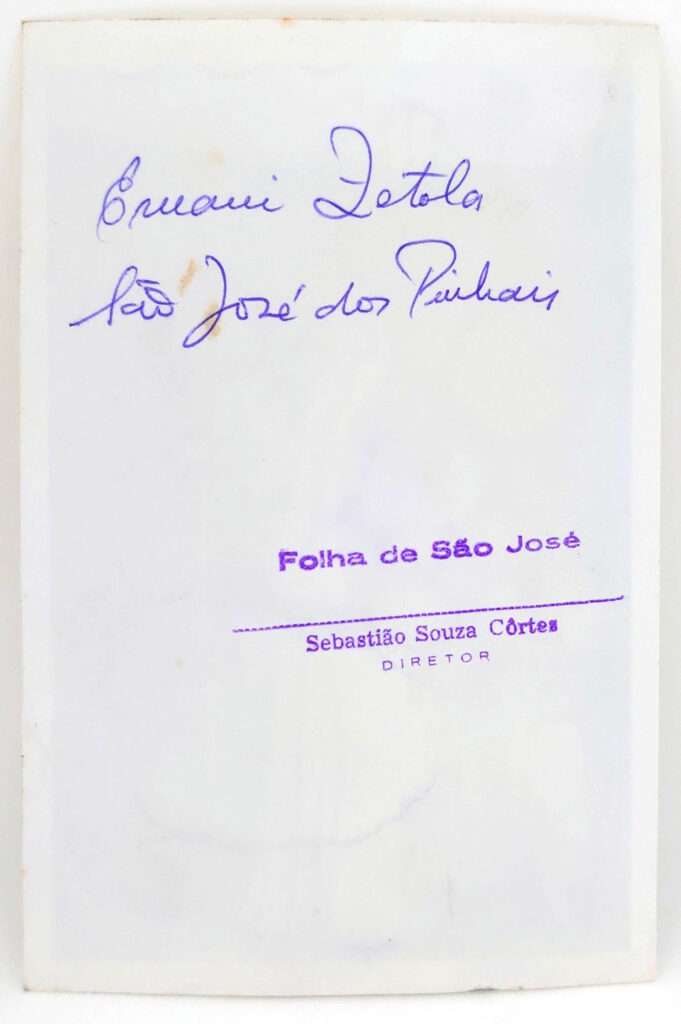 Ernani Zetola
São José dos Pinhais
Folha de São José
Sebastião Souza Côrtes
DIRETOR